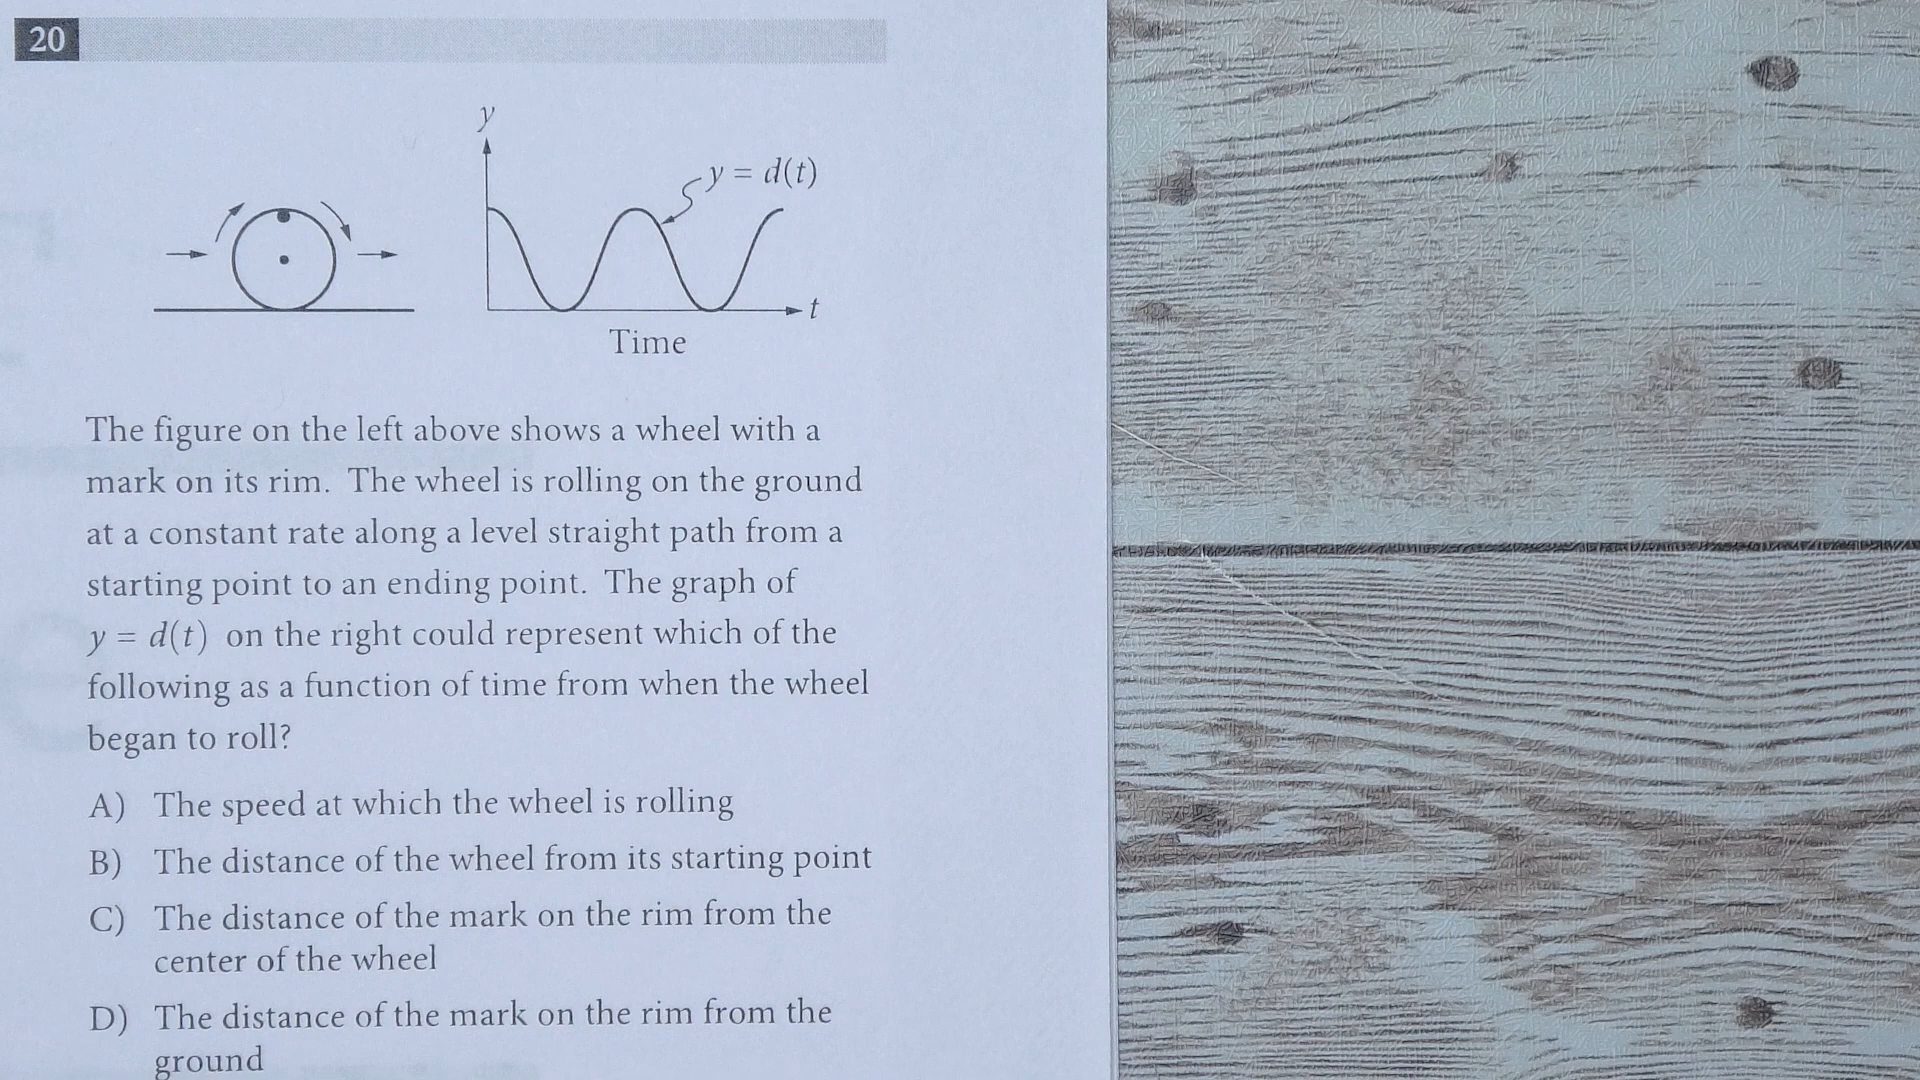 20
y
y = d(t)
t
Time
The figure on the left above shows a wheel with a
mark on its rim. The wheel is rolling on the ground
at a constant rate along a level straight path from a
starting point to an ending point. The graph of
y = d(t) on the right could represent which of the
following as a function of time from when the wheel
began to roll?
A) The speed at which the wheel is rolling
B) The distance of the wheel from its starting point
C) The distance of the mark on the rim from the
center of the wheel
D) The distance of the mark on the rim from the
ground